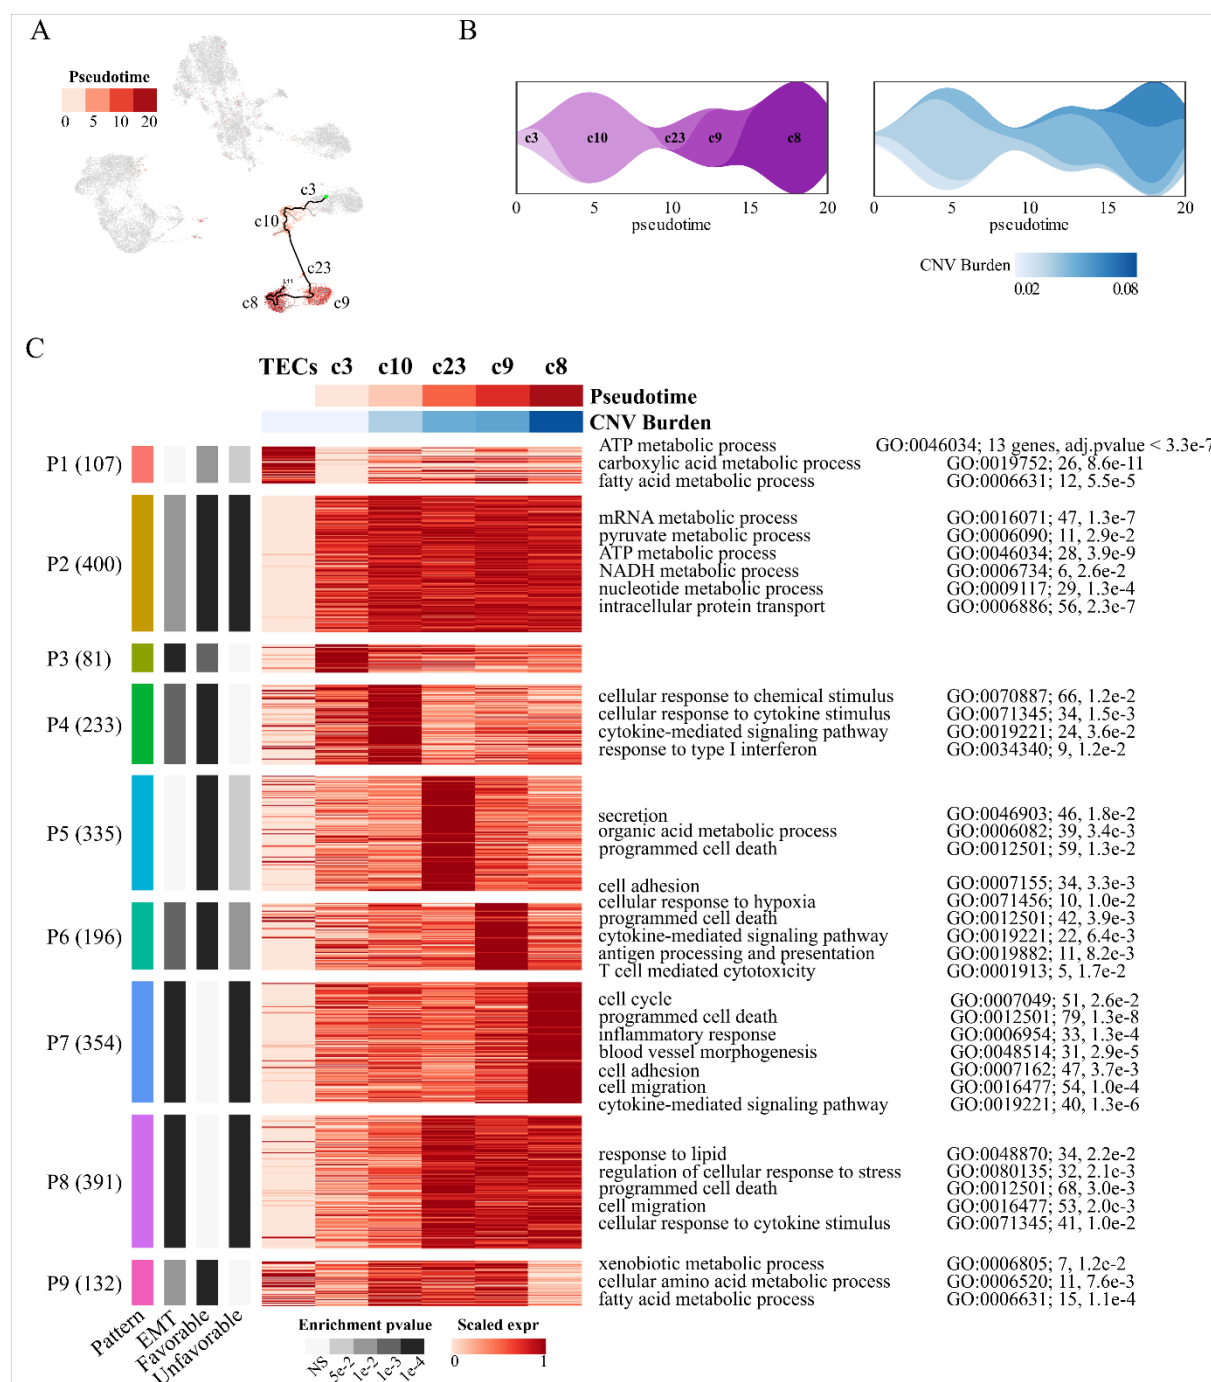 A
Pseudotime
0 5 10 20
c3
c10
c23
c8
c9
B
c3 c10 c23 c9 c8
0 5 10 15 20
pseudotime
0 5 10 15 20
pseudotime
CNV Burden
0.02 0.08
C
TECs c3 c10 c23 c9 c8
Pseudotime
CNV Burden
P1 (107)
ATP metabolic process GO:0046034; 13 genes, adj.pvalue < 3.3e-7
carboxylic acid metabolic process GO:0019752; 26, 8.6e-11
fatty acid metabolic process GO:0006631; 12, 5.5e-5
P2 (400)
mRNA metabolic process GO:0016071; 47, 1.3e-7
pyruvate metabolic process GO:0006090; 11, 2.9e-2
ATP metabolic process GO:0046034; 28, 3.9e-9
NADH metabolic process GO:0006734; 6, 2.6e-2
nucleotide metabolic process GO:0009117; 29, 1.3e-4
intracellular protein transport GO:0006886; 56, 2.3e-7
P3 (81)
P4 (233)
cellular response to chemical stimulus GO:0070887; 66, 1.2e-2
cellular response to cytokine stimulus GO:0071345; 34, 1.5e-3
cytokine-mediated signaling pathway GO:0019221; 24, 3.6e-2
response to type I interferon GO:0034340; 9, 1.2e-2
P5 (335)
secretion GO:0046903; 46, 1.8e-2
organic acid metabolic process GO:0006082; 39, 3.4e-3
programmed cell death GO:0012501; 59, 1.3e-2
P6 (196)
cell adhesion GO:0007155; 34, 3.3e-3
cellular response to hypoxia GO:0071456; 10, 1.0e-2
programmed cell death GO:0012501; 42, 3.9e-3
cytokine-mediated signaling pathway GO:0019221; 22, 6.4e-3
antigen processing and presentation GO:0019882; 11, 8.2e-3
T cell mediated cytotoxicity GO:0001913; 5, 1.7e-2
P7 (354)
cell cycle GO:0007049; 51, 2.6e-2
programmed cell death GO:0012501; 79, 1.3e-8
inflammatory response GO:0006954; 33, 1.3e-4
blood vessel morphogenesis GO:0048514; 31, 2.9e-5
cell adhesion GO:0007162; 47, 3.7e-3
cell migration GO:0016477; 54, 1.0e-4
cytokine-mediated signaling pathway GO:0019221; 40, 1.3e-6
P8 (391)
response to lipid GO:0048870; 34, 2.2e-2
regulation of cellular response to stress GO:0080135; 32, 2.1e-3
programmed cell death GO:0012501; 68, 3.0e-3
cell migration GO:0016477; 53, 2.0e-3
cellular response to cytokine stimulus GO:0071345; 41, 1.0e-2
P9 (132)
xenobiotic metabolic process GO:0006805; 7, 1.2e-2
cellular amino acid metabolic process GO:0006520; 11, 7.6e-3
fatty acid metabolic process GO:0006631; 15, 1.1e-4
Pattern
EMT
Favorable
Unfavorable
Enrichment pvalue
NS 5e-2 1e-2 1e-3 1e-4
Scaled expr
0 1